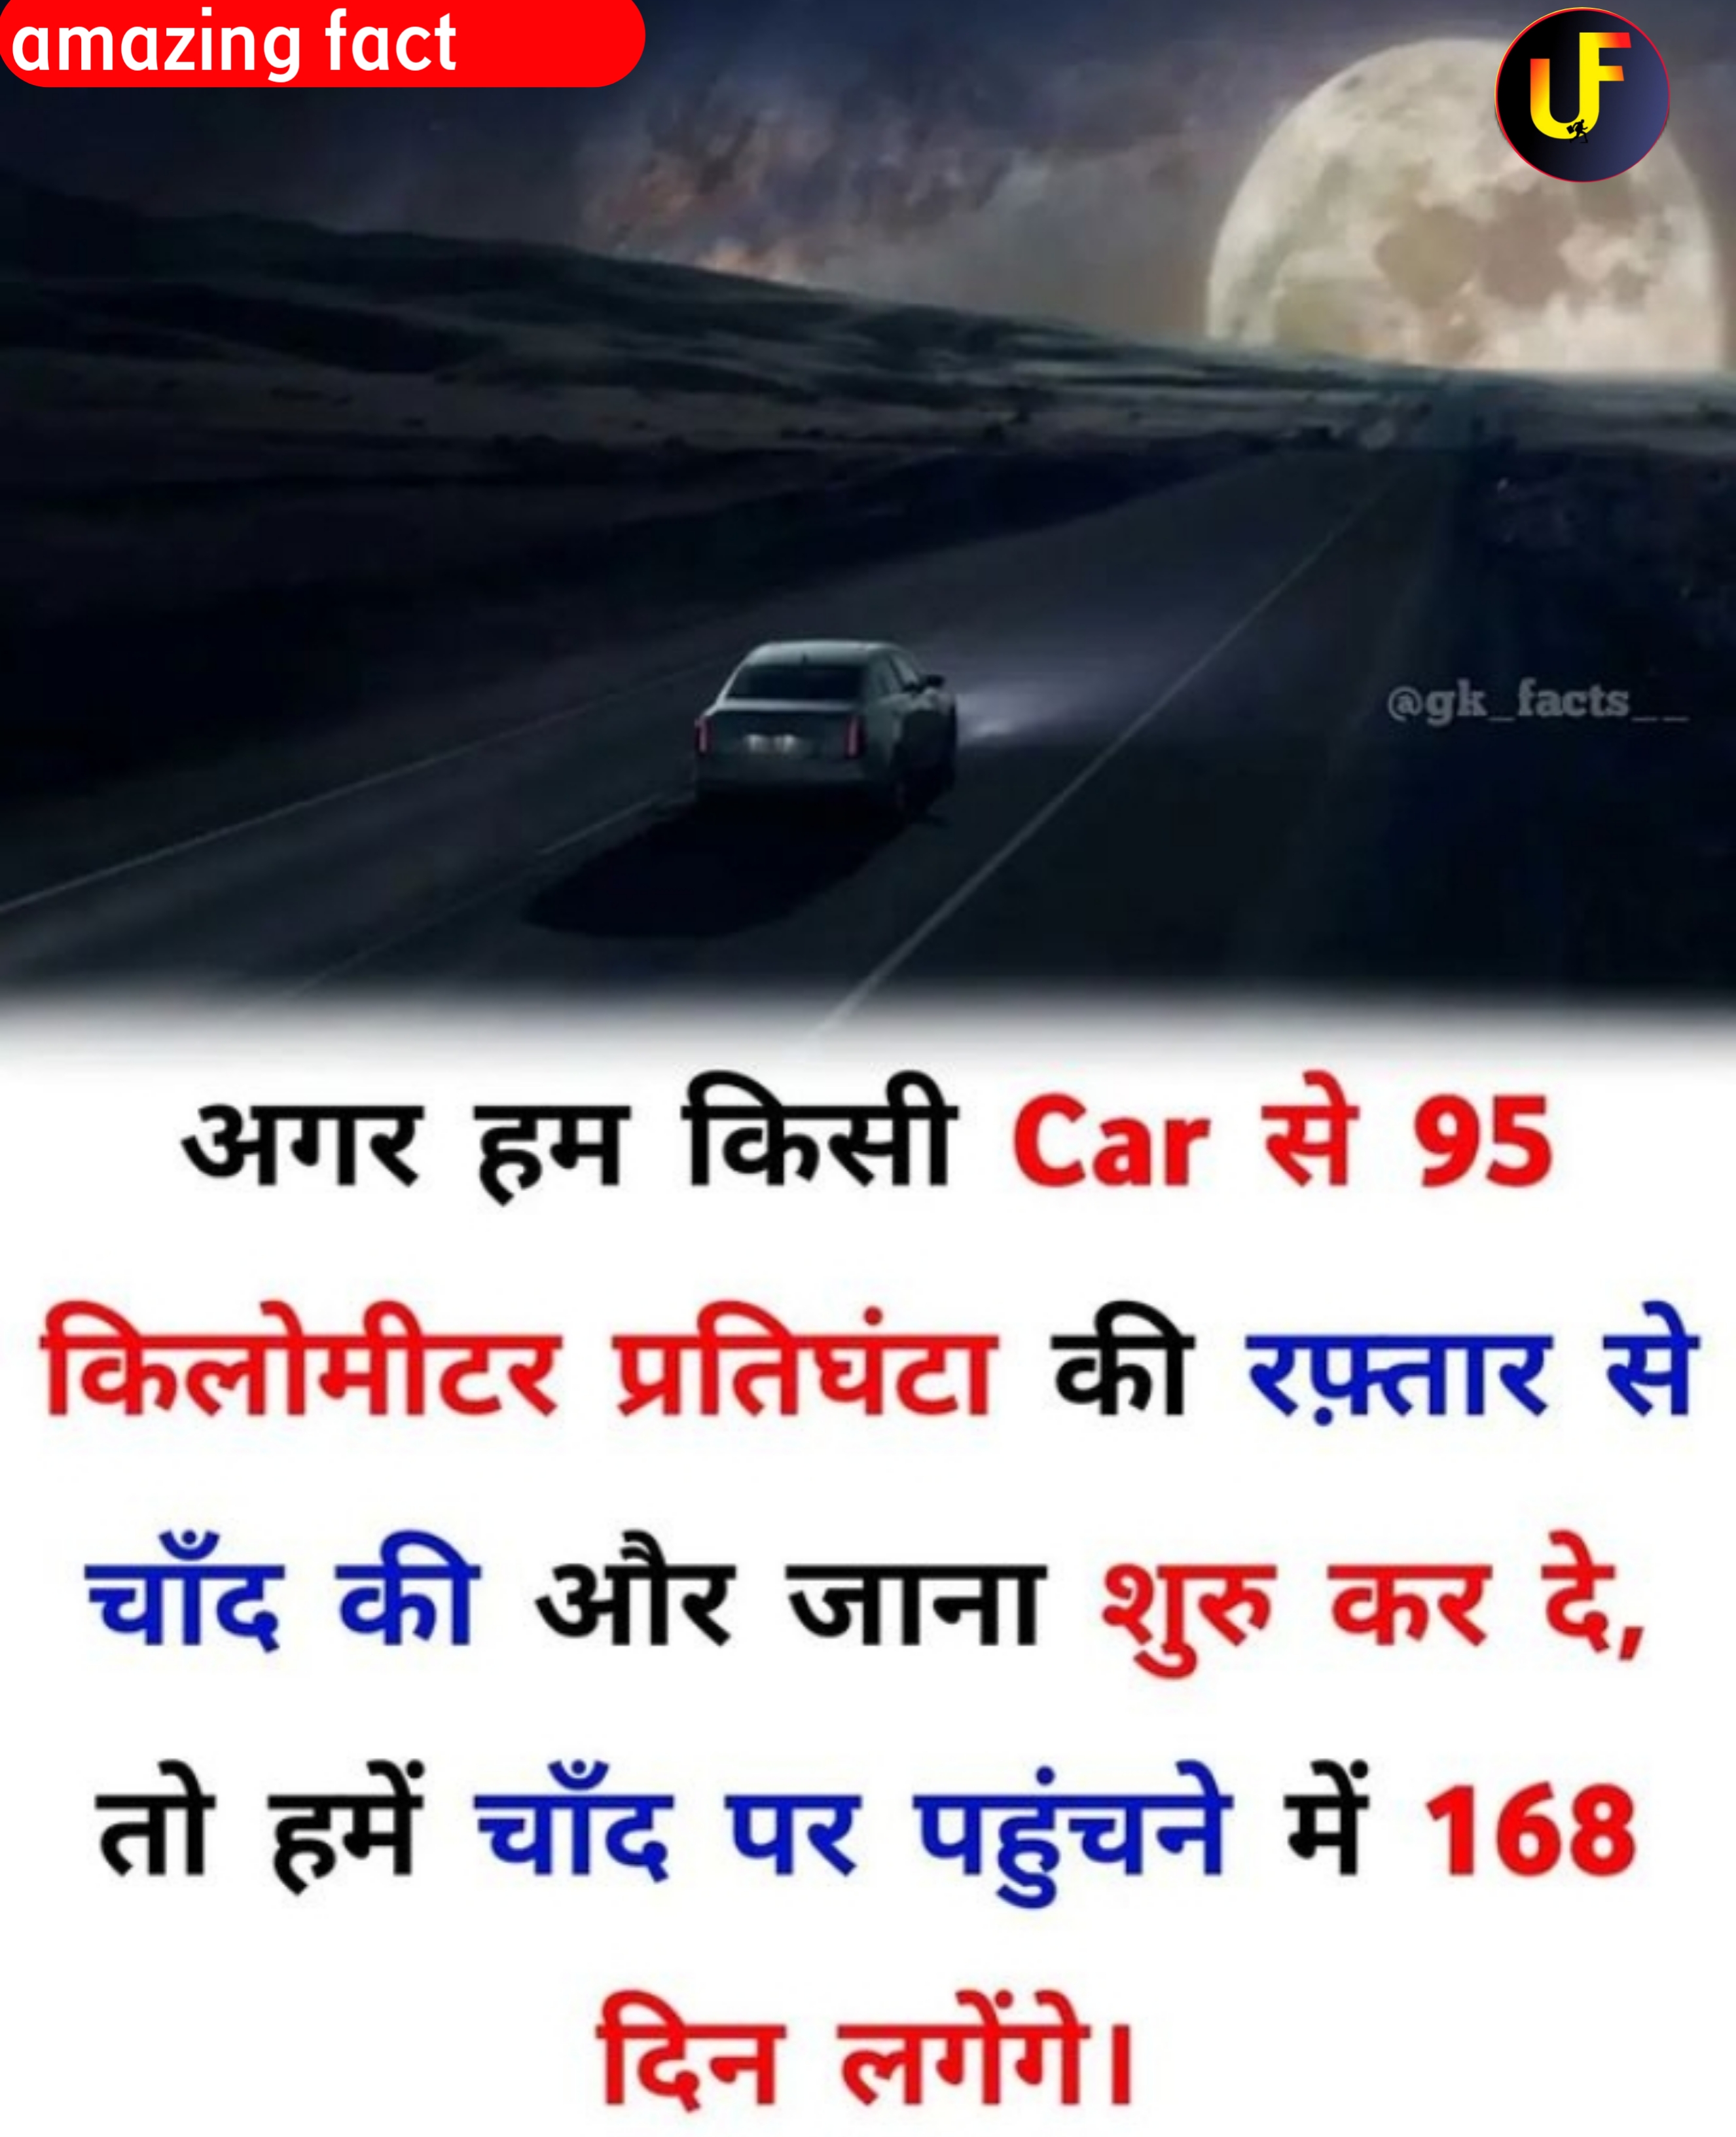 amazing fact
UF
@gk_facts__
अगर हम किसी Car से 95
किलोमीटर प्रतिघंटा की रफ़्तार से
चाँद की और जाना शुरु कर दे,
तो हमें चाँद पर पहुंचने में 168
दिन लगेंगे।